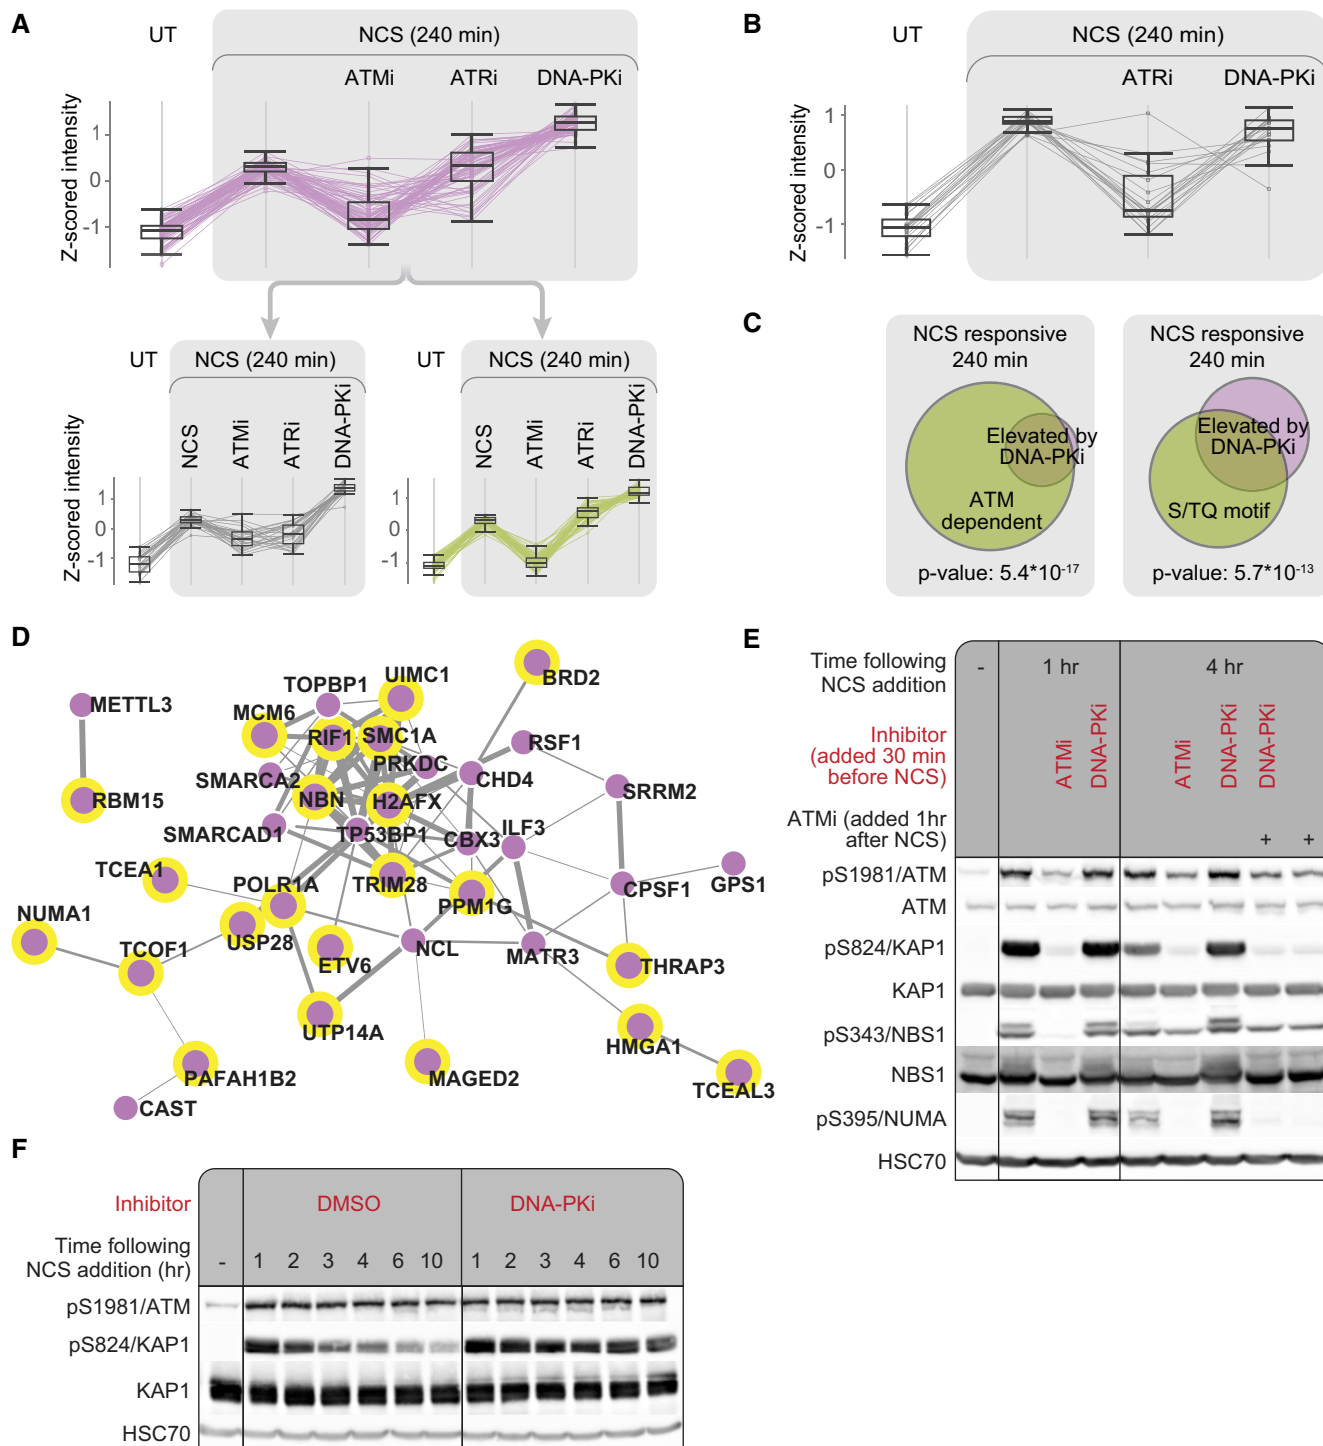 A
UT
NCS (240 min)
ATMi
ATRi
DNA-PKi
Z-scored intensity
1
0
-1
UT
NCS (240 min)
NCS
ATMi
ATRi
DNA-PKi
Z-scored intensity
1
0
-1
UT
NCS (240 min)
NCS
ATMi
ATRi
DNA-PKi
1
0
-1
B
UT
NCS (240 min)
ATRi
DNA-PKi
Z-scored intensity
1
0
-1
C
NCS responsive
240 min
Elevated by
DNA-PKi
ATM
dependent
p-value: 5.4*10-17
NCS responsive
240 min
Elevated by
DNA-PKi
S/TQ motif
p-value: 5.7*10-13
D
METTL3
RBM15
TOPBP1
UIMC1
BRD2
MCM6
RIF1
SMC1A
RSF1
SMARCA2
PRKDC
CHD4
SRRM2
NBN
H2AFX
SMARCAD1
TP53BP1
CBX3
ILF3
TCEA1
POLR1A
TRIM28
CPSF1
GPS1
PPM1G
NUMA1
TCOF1
USP28
ETV6
NCL
MATR3
THRAP3
UTP14A
HMGA1
PAFAH1B2
MAGED2
TCEAL3
CAST
E
Time following
NCS addition
-
1 hr
4 hr
Inhibitor
(added 30 min
before NCS)
ATMi
DNA-PKi
ATMi
DNA-PKi
DNA-PKi
ATMi (added 1hr
after NCS)
+
+
pS1981/ATM
ATM
pS824/KAP1
KAP1
pS343/NBS1
NBS1
pS395/NUMA
HSC70
F
Inhibitor
DMSO
DNA-PKi
Time following
NCS addition (hr)
- 1 2 3 4 6 10 1 2 3 4 6 10
pS1981/ATM
pS824/KAP1
KAP1
HSC70